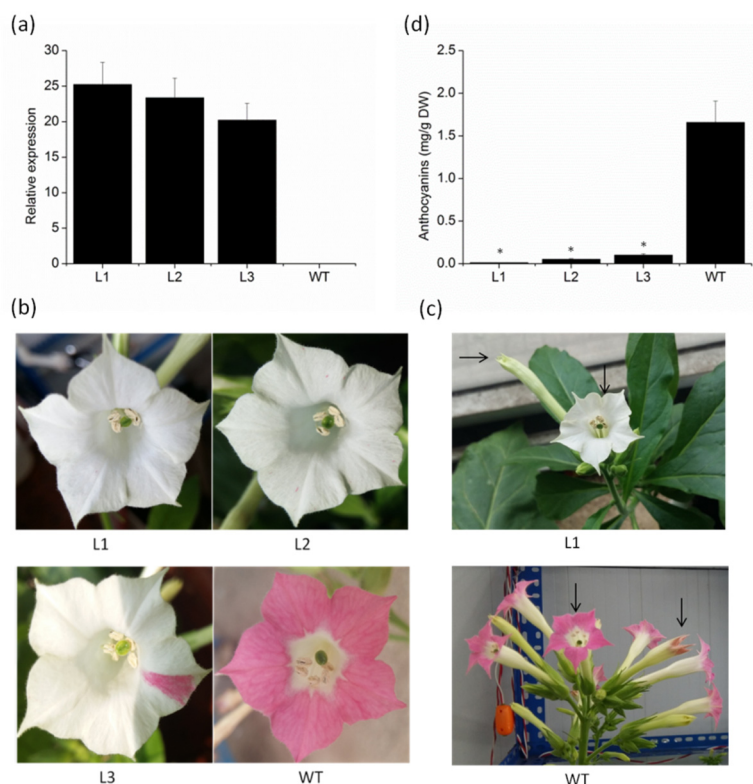 (a)
30
25
20
15
10
5
0
Relative expression
L1 L2 L3 WT
(d)
2.5
2.0
1.5
1.0
0.5
0.0
Anthocyanins (mg/g DW)
* * *
L1 L2 L3 WT
(b)
L1 L2
L3 WT
(c)
L1
WT